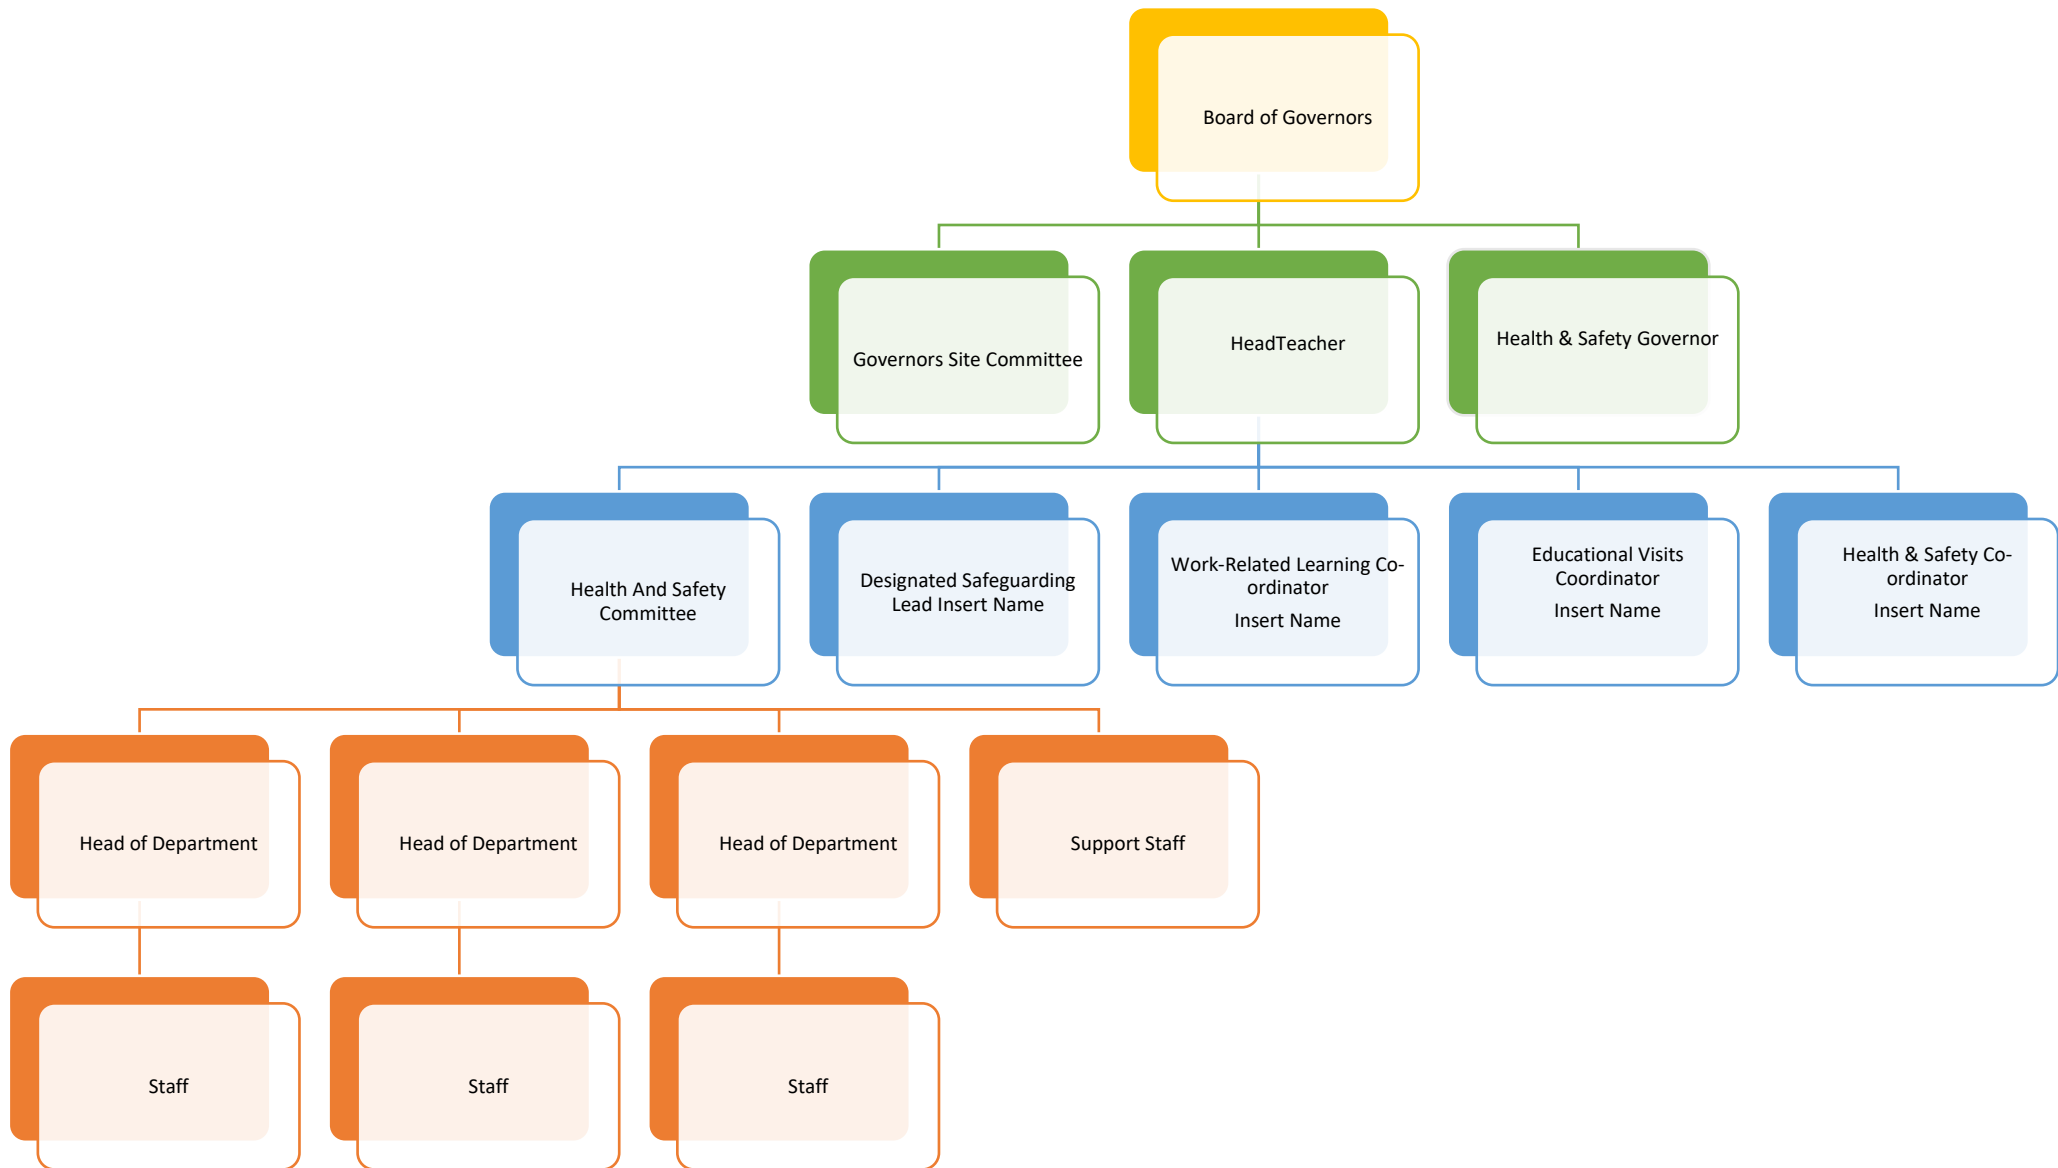 Board of Governors
Governors Site Committee
HeadTeacher
Health & Safety Governor
Health And Safety
Committee
Designated Safeguarding
Lead Insert Name
Work-Related Learning Co-
ordinator
Insert Name
Educational Visits
Coordinator
Insert Name
Health & Safety Co-
ordinator
Insert Name
Head of Department
Head of Department
Head of Department
Support Staff
Staff
Staff
Staff